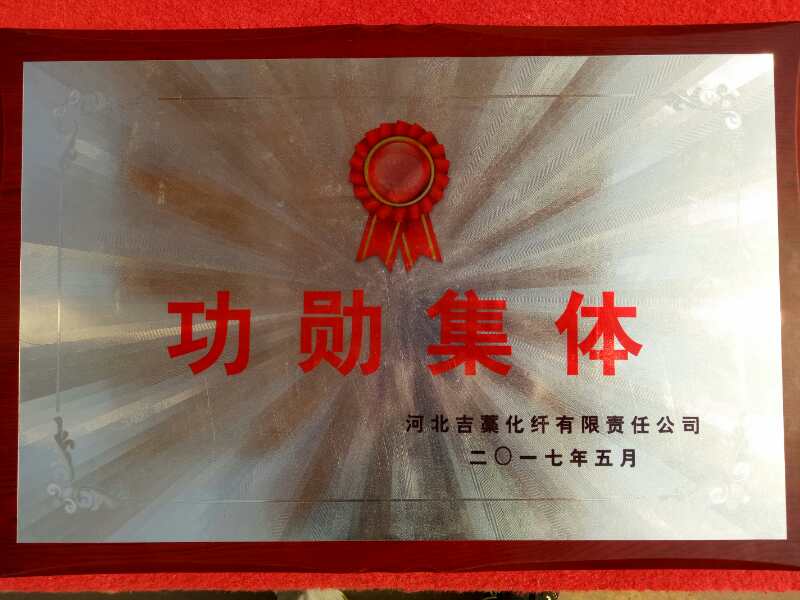 功勋集体
河北吉藁化纤有限责任公司
二〇一七年五月